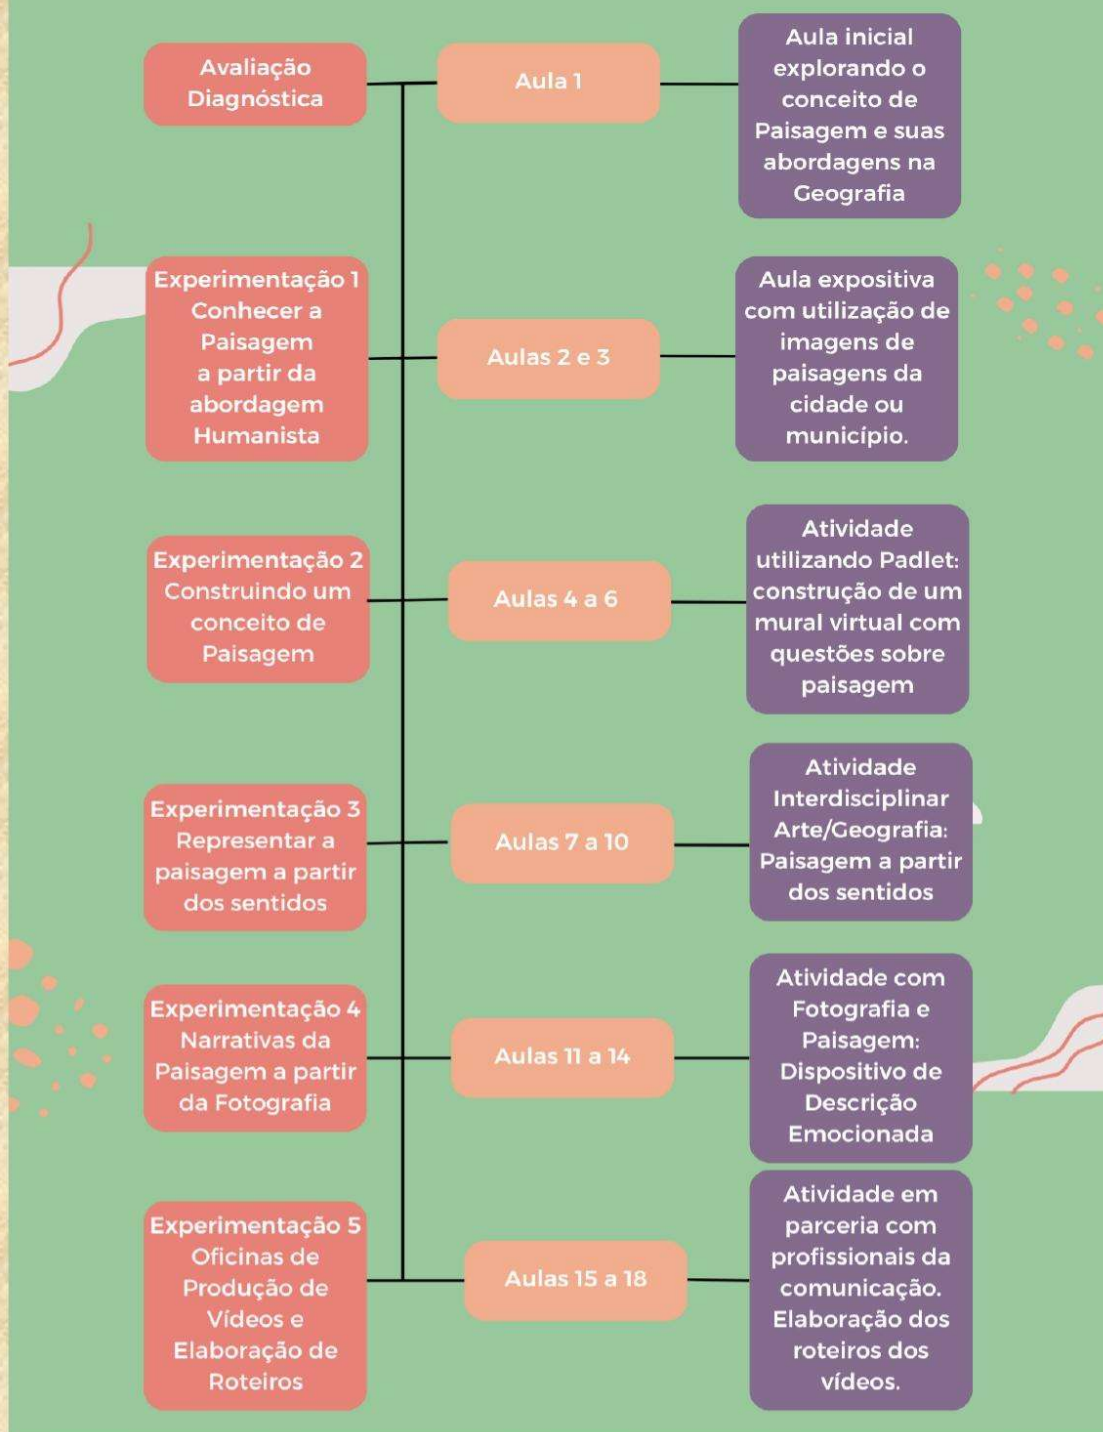 Avaliação
Diagnóstica
Aula 1
Aula inicial
explorando o
conceito de
Paisagem e suas
abordagens na
Geografia
Experimentação 1
Conhecer a
Paisagem
a partir da
abordagem
Humanista
Aulas 2 e 3
Aula expositiva
com utilização de
imagens de
paisagens da
cidade ou
município.
Experimentação 2
Construindo um
conceito de
Paisagem
Aulas 4 a 6
Atividade
utilizando Padlet:
construção de um
mural virtual com
questões sobre
paisagem
Experimentação 3
Representar a
paisagem a partir
dos sentidos
Aulas 7 a 10
Atividade
Interdisciplinar
Arte/Geografia:
Paisagem a partir
dos sentidos
Experimentação 4
Narrativas da
Paisagem a partir
da Fotografia
Aulas 11 a 14
Atividade com
Fotografia e
Paisagem:
Dispositivo de
Descrição
Emocionada
Experimentação 5
Oficinas de
Produção de
Vídeos e
Elaboração de
Roteiros
Aulas 15 a 18
Atividade em
parceria com
profissionais da
comunicação.
Elaboração dos
roteiros dos
vídeos.